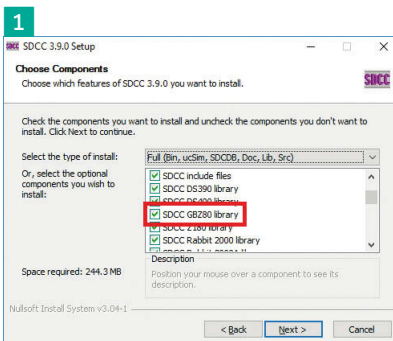 1
SDCC 3.9.0 Setup
Choose Components
Choose which features of SDCC 3.9.0 you want to install.
SDCC
Check the components you want to install and uncheck the components you don't want to
install. Click Next to continue.
Select the type of install:
Full (Bin, ucSim, SDCDB, Doc, Lib, Src)
Or, select the optional
components you wish to
install:
SDCC include files
SDCC DS390 library
SDCC DS400 library
SDCC GBZ80 library
SDCC Z180 library
SDCC Rabbit 2000 library
Space required: 244.3 MB
Description
Position your mouse over a component to see its
description.
Nullsoft Install System v3.04-1
< Back
Next >
Cancel